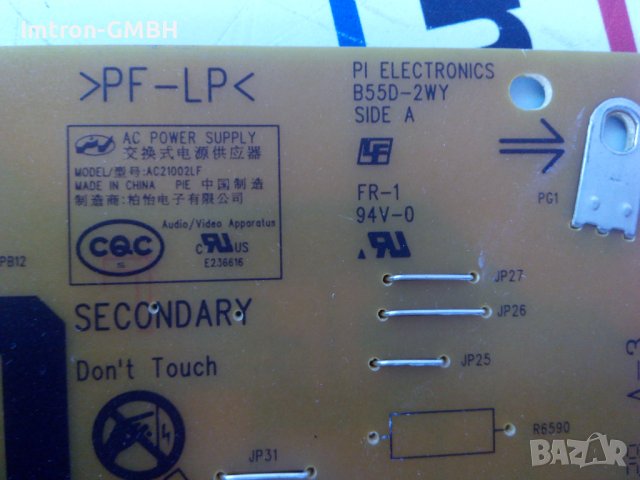 imtron-GMBH
>PF-LP<
PI ELECTRONICS
B55D-2WY
SIDE A
AC POWER SUPPLY
交换式电源供应器
MODEL/型号:AC21002LF
MADE IN CHINA PIE 中国制造
制造商:柏怡电子有限公司
Audio/Video Apparatus
CQC
S
C RU US
E236616
FR-1
94V-0
RU
PG1
PB12
JP27
JP26
SECONDARY
JP25
Don't Touch
R6590
JP31
BAZAR